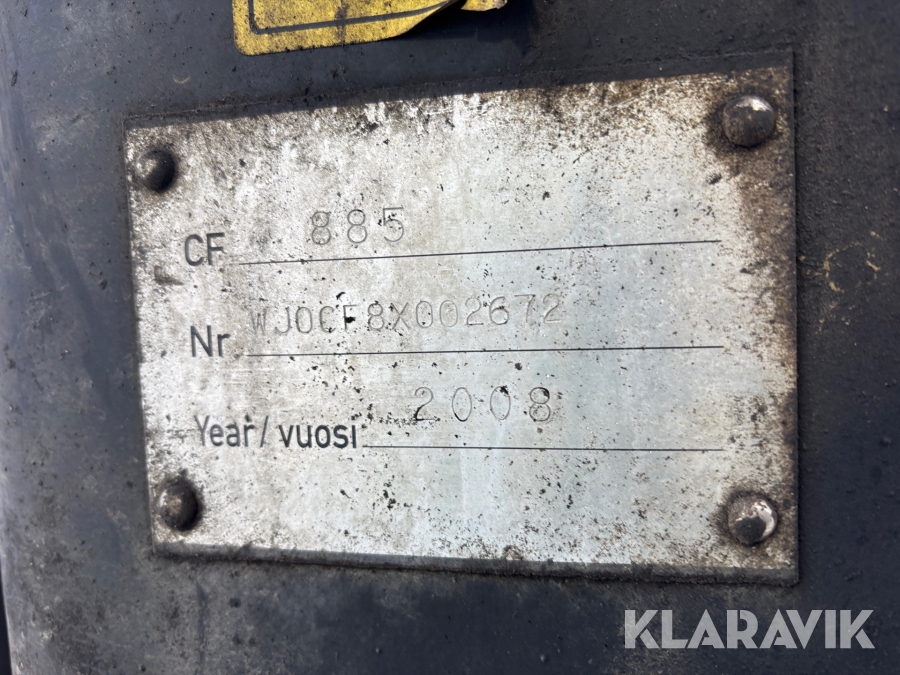 CF 885
Nr WJ0CF8X002672
Year/ vuosi 2008
KLARAVIK